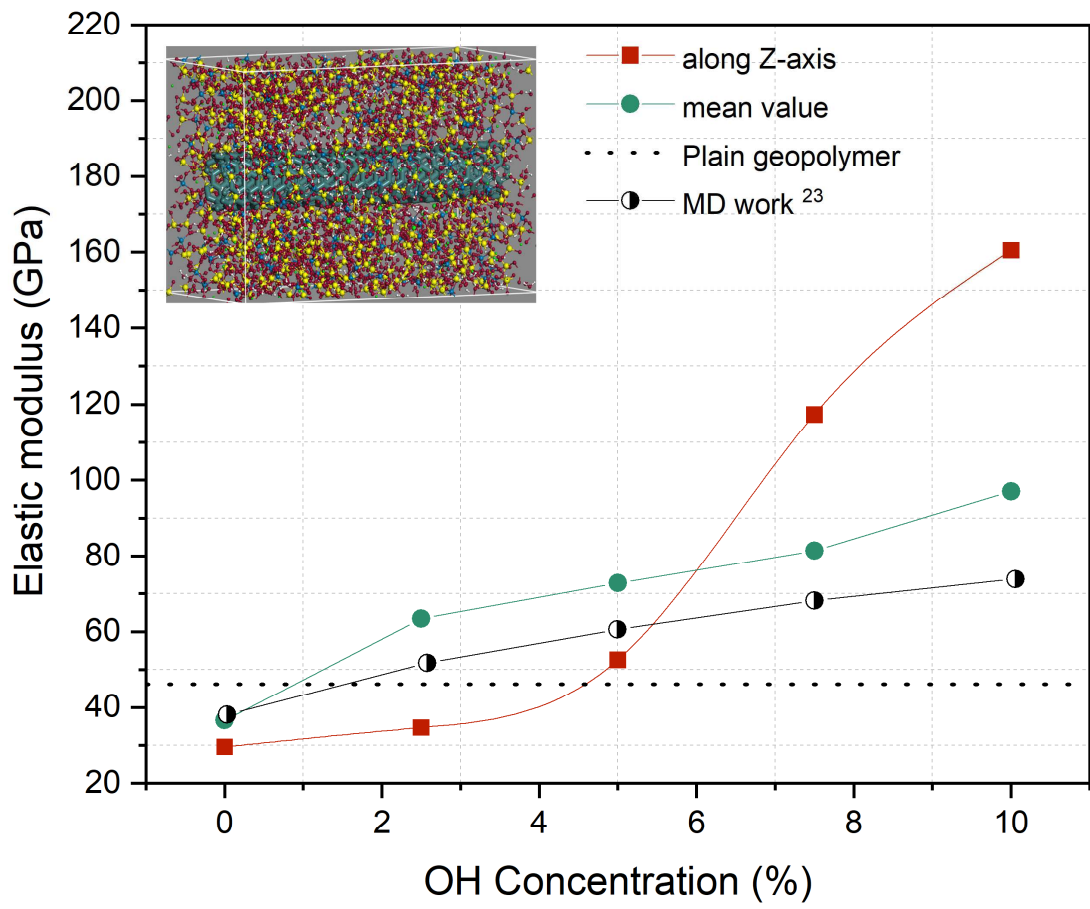 220
200
180
160
140
120
100
80
60
40
20
Elastic modulus (GPa)
along Z-axis
mean value
Plain geopolymer
MD work 23
0 2 4 6 8 10
OH Concentration (%)